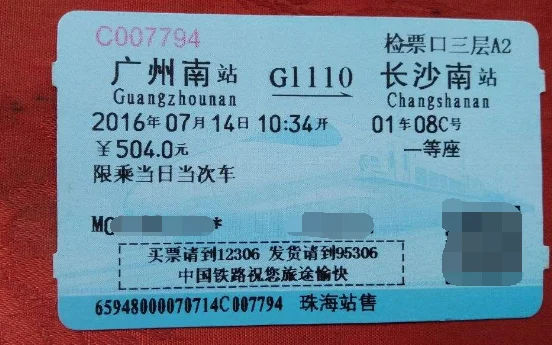 C007794 检票口三层A2
广州南站 G1110 长沙南站
Guangzhounan Changshanan
2016年07月14日10:34开 01车08C号
￥504.0元 一等座
限乘当日当次车
MC *
买票请到12306 发货请到95306
中国铁路祝您旅途愉快
65948000070714C007794 珠海站售